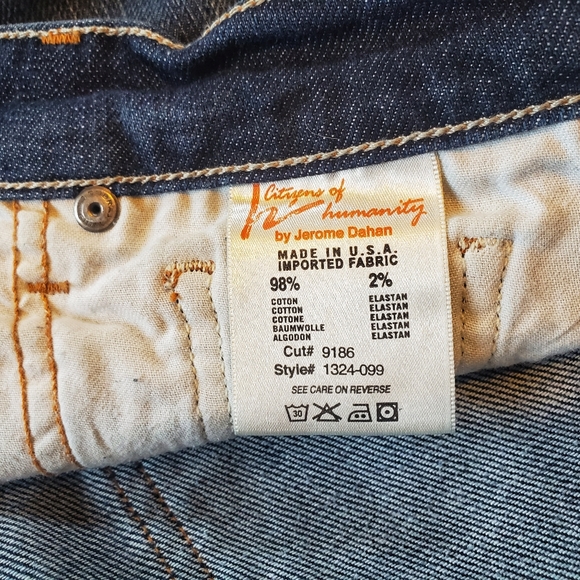 Citizens of
humanity
by Jerome Dahan
MADE IN U.S.A.
IMPORTED FABRIC
98% 2%
COTON ELASTAN
COTTON ELASTAN
COTONE ELASTAN
BAUMWOLLE ELASTAN
ALGODON ELASTAN
Cut# 9186
Style# 1324-099
SEE CARE ON REVERSE
30